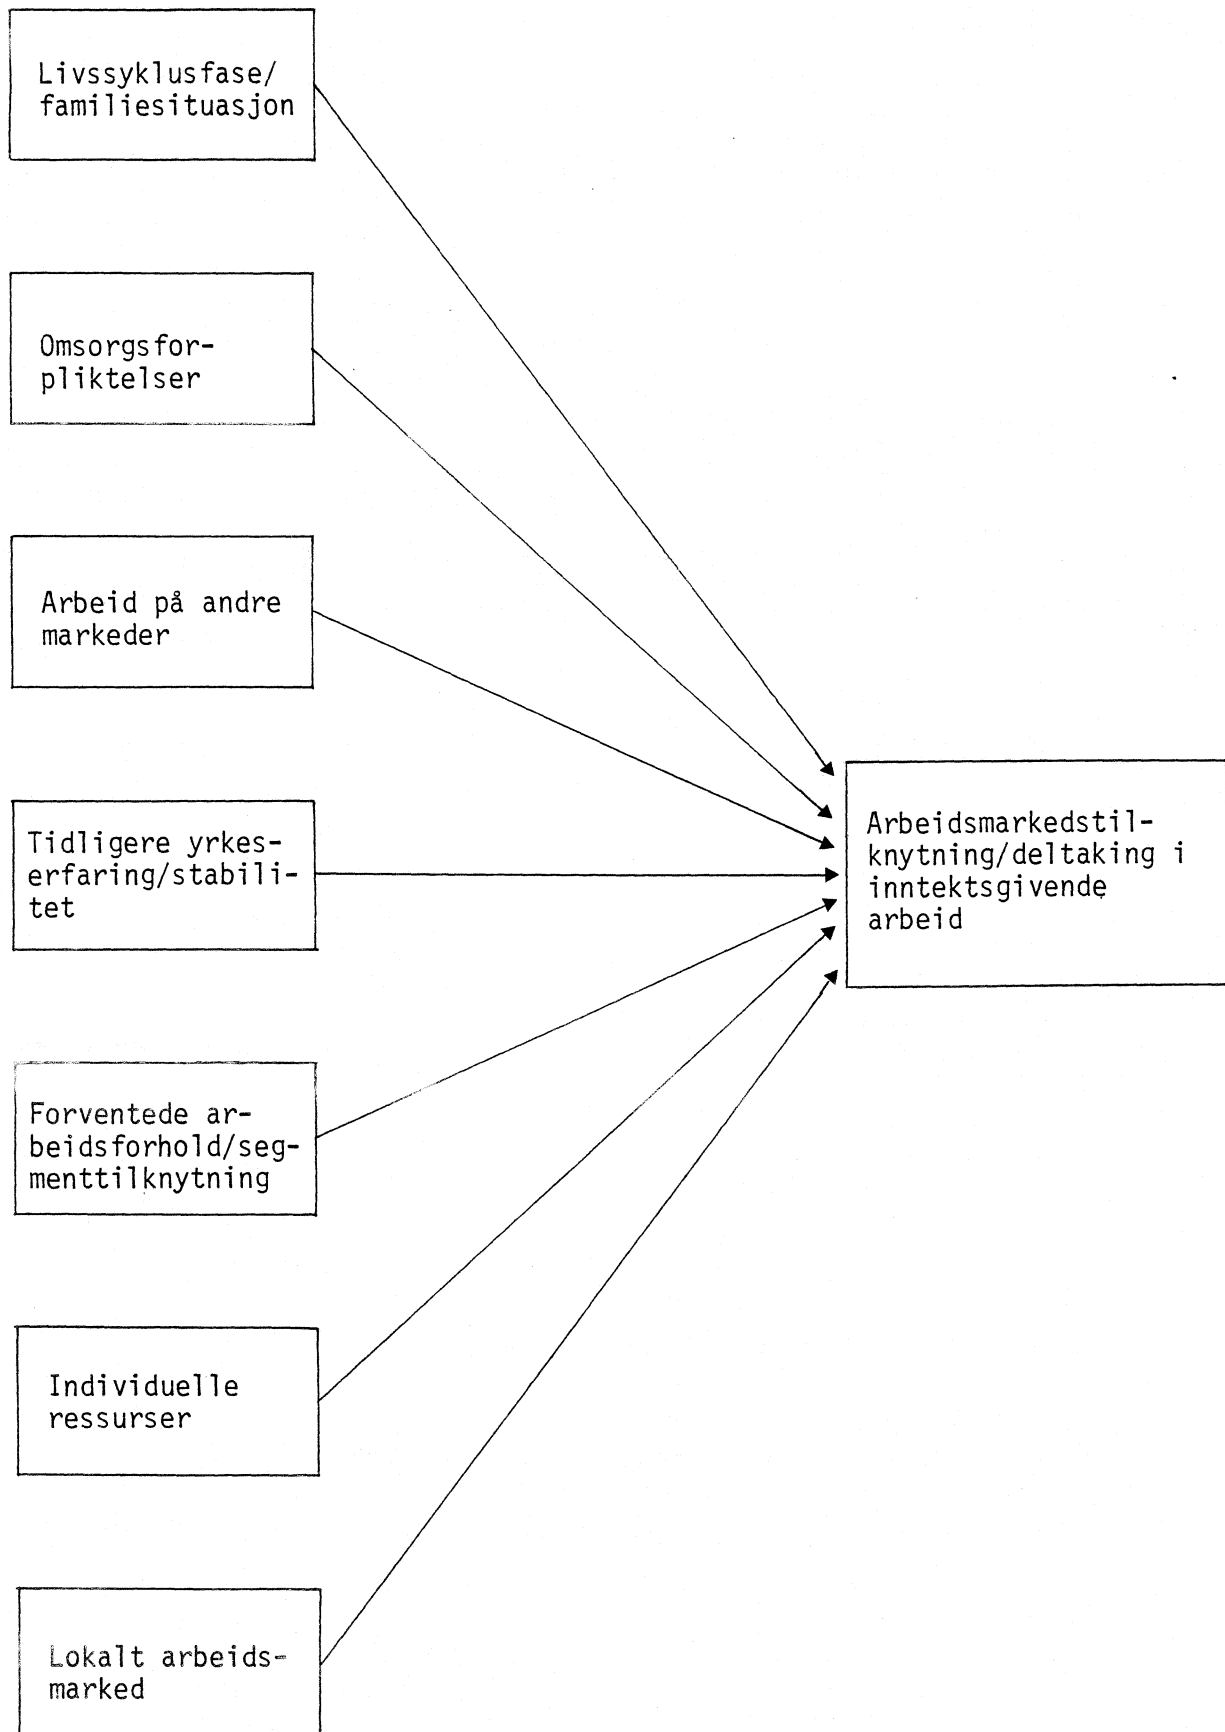 Livssyklusfase/
familiesituasjon
Omsorgsfor-
pliktelser
Arbeid på andre
markeder
Tidligere yrkes-
erfaring/stabili-
tet
Arbeidsmarkedstil-
knytning/deltaking i
inntektsgivende
arbeid
Forventede ar-
beidsforhold/seg-
menttilknytning
Individuelle
ressurser
Lokalt arbeids-
marked